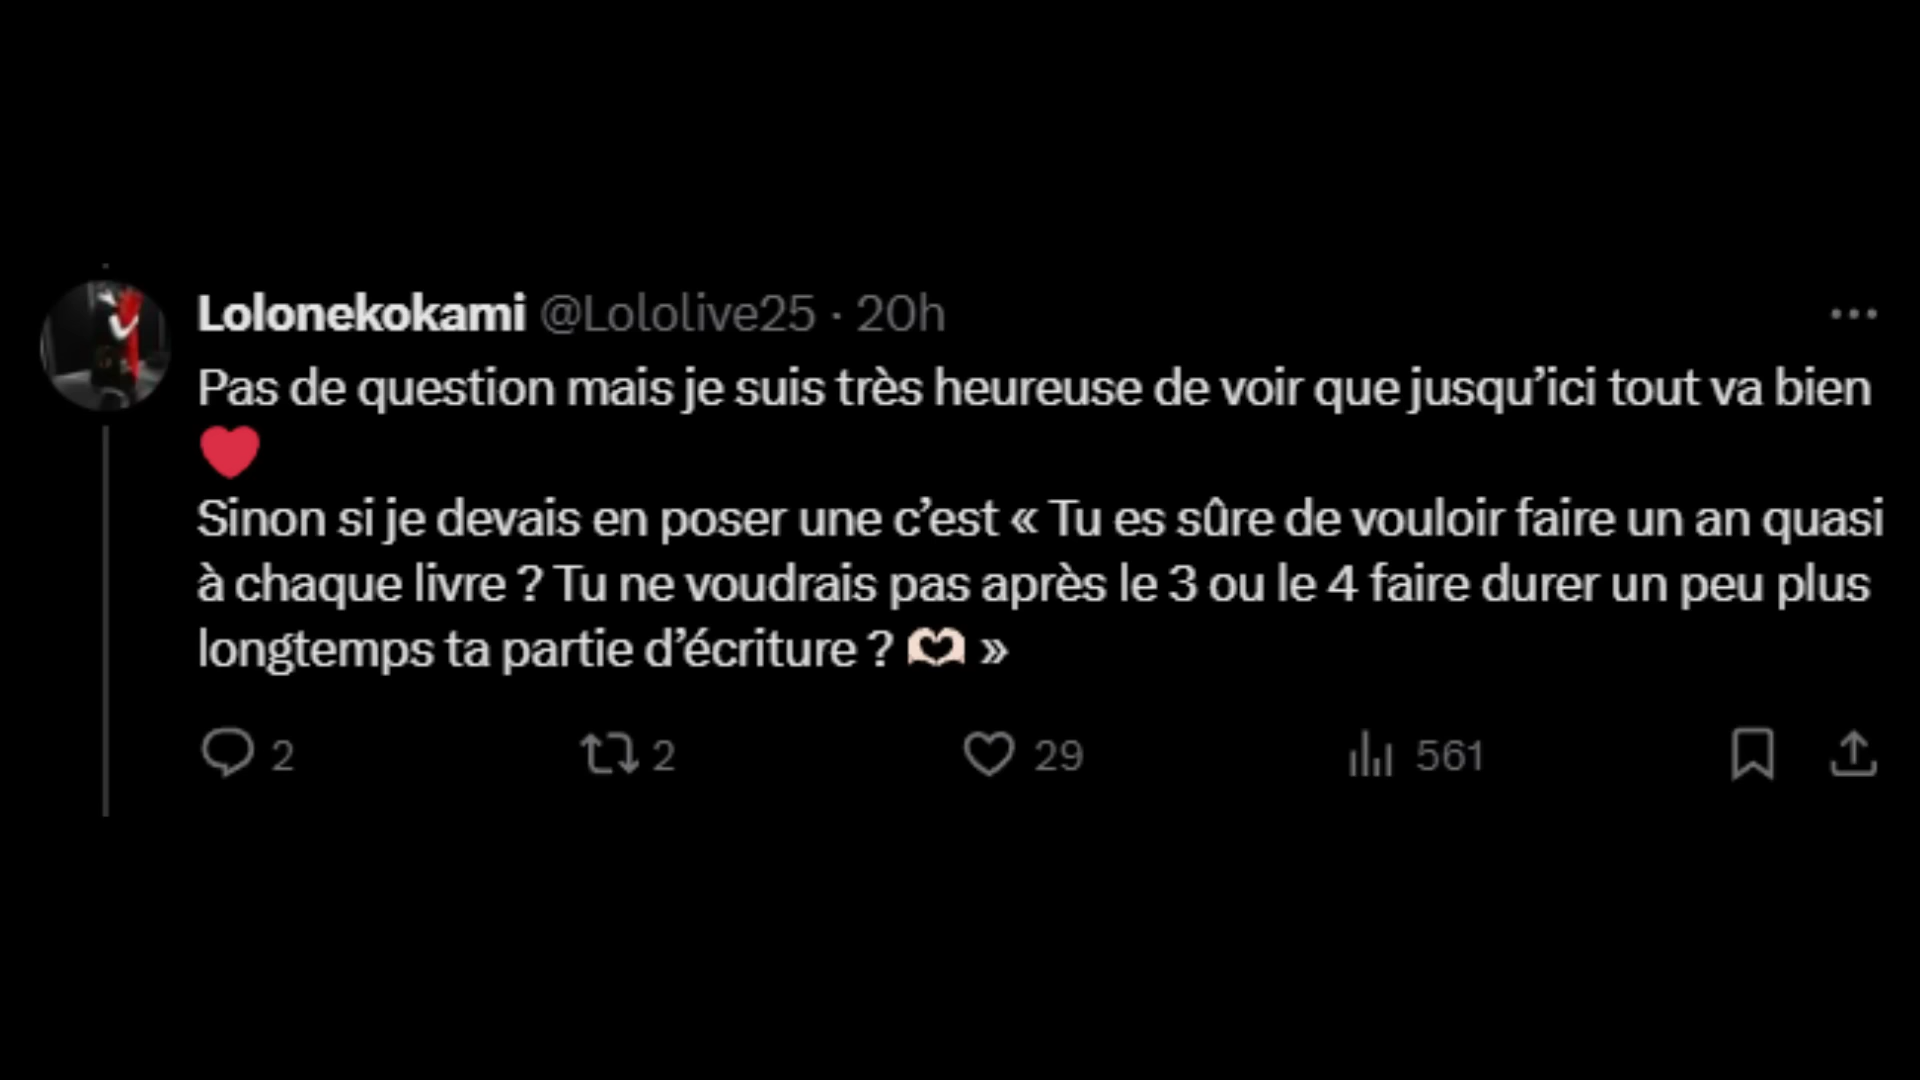 Lolonekokami @Lololive25 · 20h
Pas de question mais je suis très heureuse de voir que jusqu’ici tout va bien
❤️
Sinon si je devais en poser une c’est « Tu es sûre de vouloir faire un an quasi
à chaque livre ? Tu ne voudrais pas après le 3 ou le 4 faire durer un peu plus
longtemps ta partie d’écriture ? 🫶🏻 »
2 2 29 561